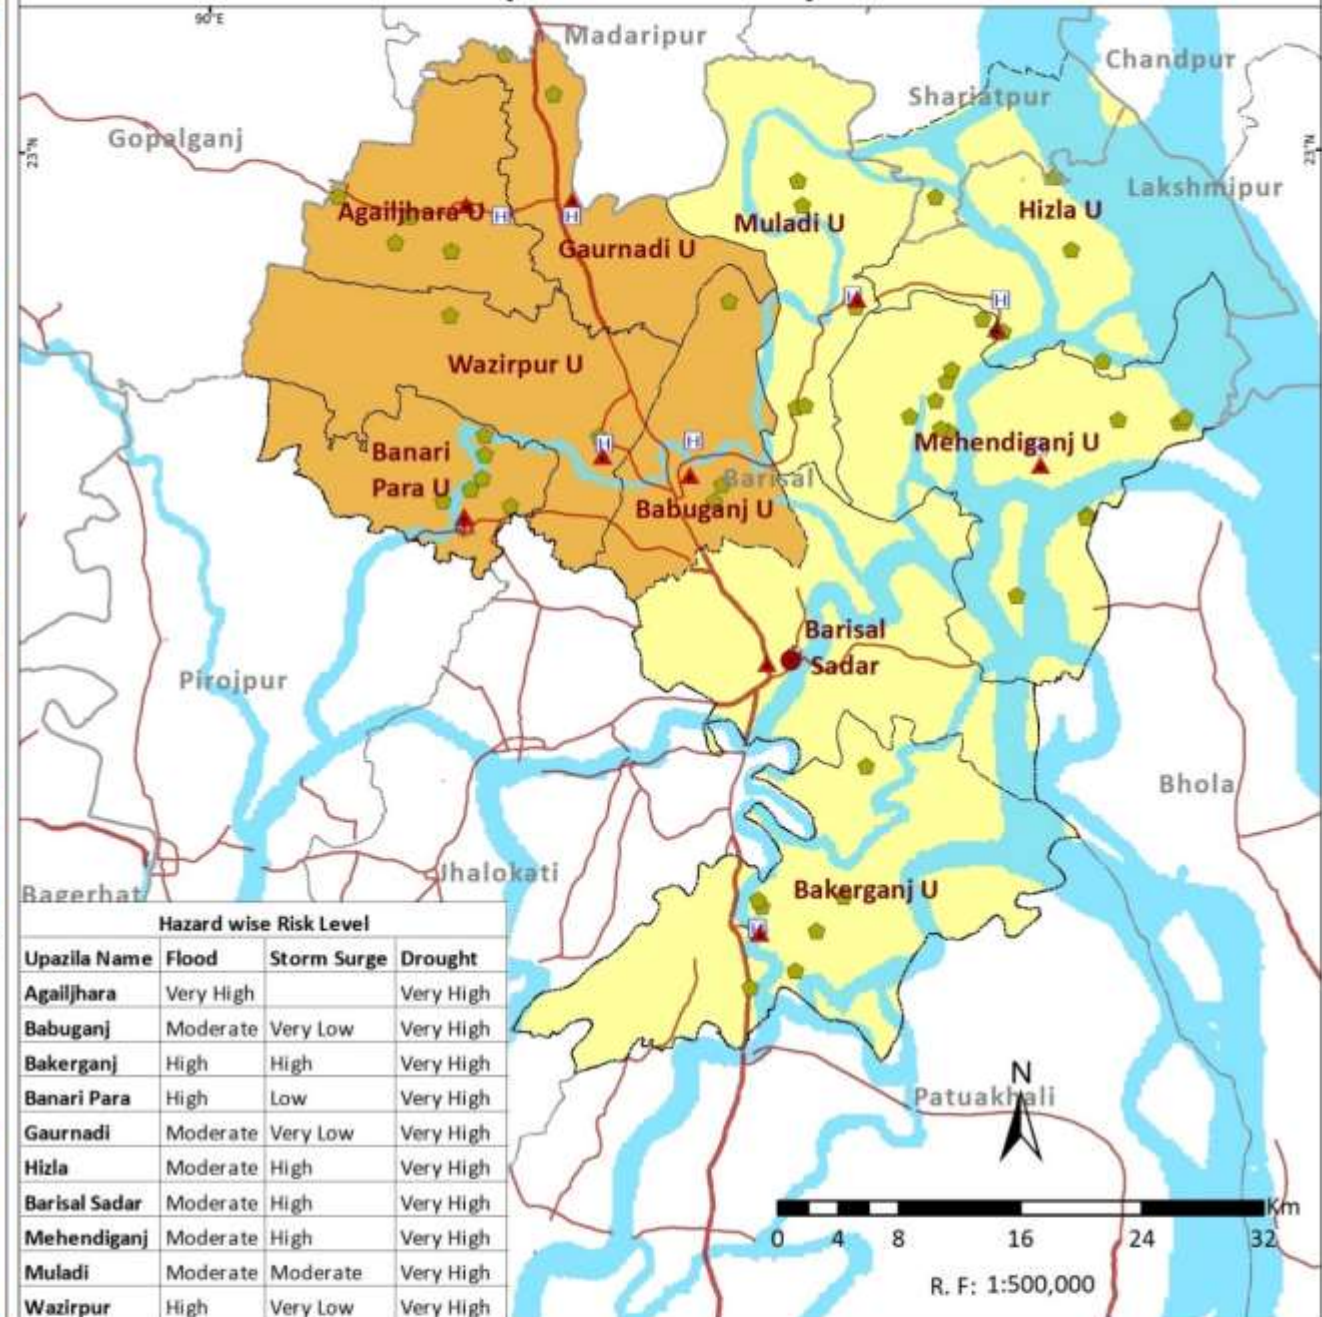 90°E
Madaripur
Chandpur
Shariatpur
Gopalganj
23°N
23°N
Lakshmipur
Agailjhara U
H
H
Muladi U
Hizla U
Gaurnadi U
H
H
Wazirpur U
Banari
Para U
H
H
Mehendiganj U
Barisal
Babuganj U
Barisal
Sadar
Pirojpur
Bhola
Jhalokati
Bagerhat
Bakerganj U
H
Hazard wise Risk Level
Upazila Name Flood Storm Surge Drought
Agailjhara Very High Very High
Babuganj Moderate Very Low Very High
Bakerganj High High Very High
Banari Para High Low Very High
Gaurnadi Moderate Very Low Very High
Hizla Moderate High Very High
Barisal Sadar Moderate High Very High
Mehendiganj Moderate High Very High
Muladi Moderate Moderate Very High
Wazirpur High Very Low Very High
Patuakhali
N
Km
0 4 8 16 24 32
R. F: 1:500,000